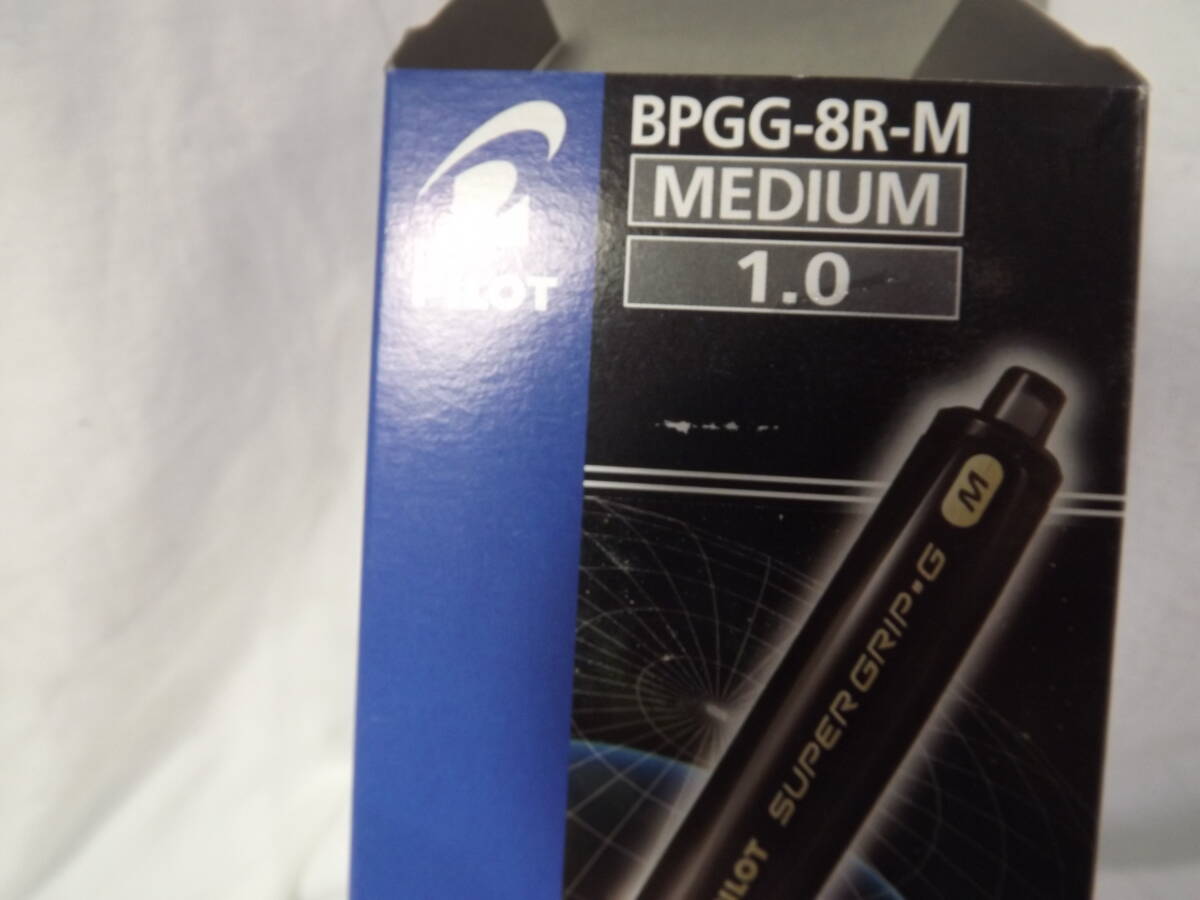 BPGG-8R-M
MEDIUM
1.0
PILOT
M
PILOT SUPER GRIP·G